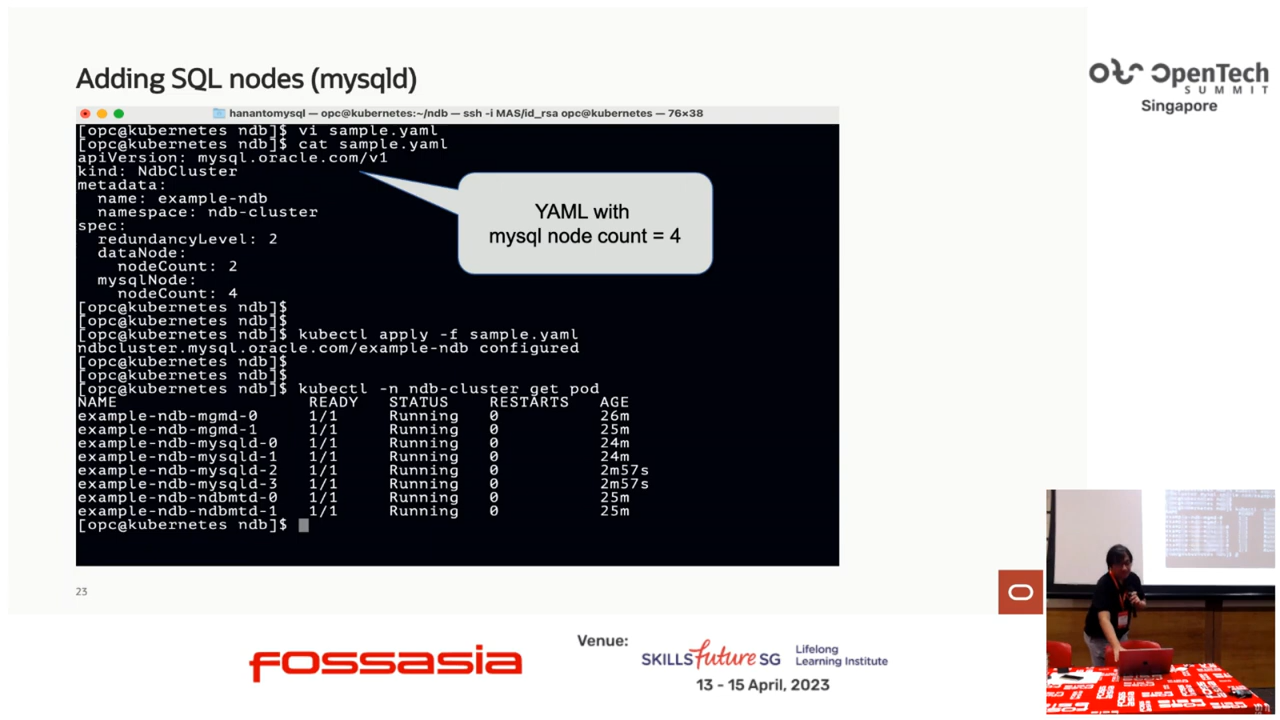 Adding SQL nodes (mysqld)
hanantomysql — opc@kubernetes:~/ndb — ssh -i MAS/id_rsa opc@kubernetes — 76×38
[opc@kubernetes ndb]$ vi sample.yaml
[opc@kubernetes ndb]$ cat sample.yaml
apiVersion: mysql.oracle.com/v1
kind: NdbCluster
metadata:
  name: example-ndb
  namespace: ndb-cluster
spec:
  redundancyLevel: 2
  dataNode:
    nodeCount: 2
  mysqlNode:
    nodeCount: 4
[opc@kubernetes ndb]$
[opc@kubernetes ndb]$
[opc@kubernetes ndb]$ kubectl apply -f sample.yaml
ndbcluster.mysql.oracle.com/example-ndb configured
[opc@kubernetes ndb]$
[opc@kubernetes ndb]$
[opc@kubernetes ndb]$ kubectl -n ndb-cluster get pod
NAME READY STATUS RESTARTS AGE
example-ndb-mgmd-0 1/1 Running 0 26m
example-ndb-mgmd-1 1/1 Running 0 25m
example-ndb-mysqld-0 1/1 Running 0 24m
example-ndb-mysqld-1 1/1 Running 0 24m
example-ndb-mysqld-2 1/1 Running 0 2m57s
example-ndb-mysqld-3 1/1 Running 0 2m57s
example-ndb-ndbmtd-0 1/1 Running 0 25m
example-ndb-ndbmtd-1 1/1 Running 0 25m
[opc@kubernetes ndb]$
YAML with
mysql node count = 4
23
OpenTech
SUMMIT
Singapore
FOSSASIA
Venue:
SKILLSfuture SG
Lifelong
Learning Institute
13 - 15 April, 2023